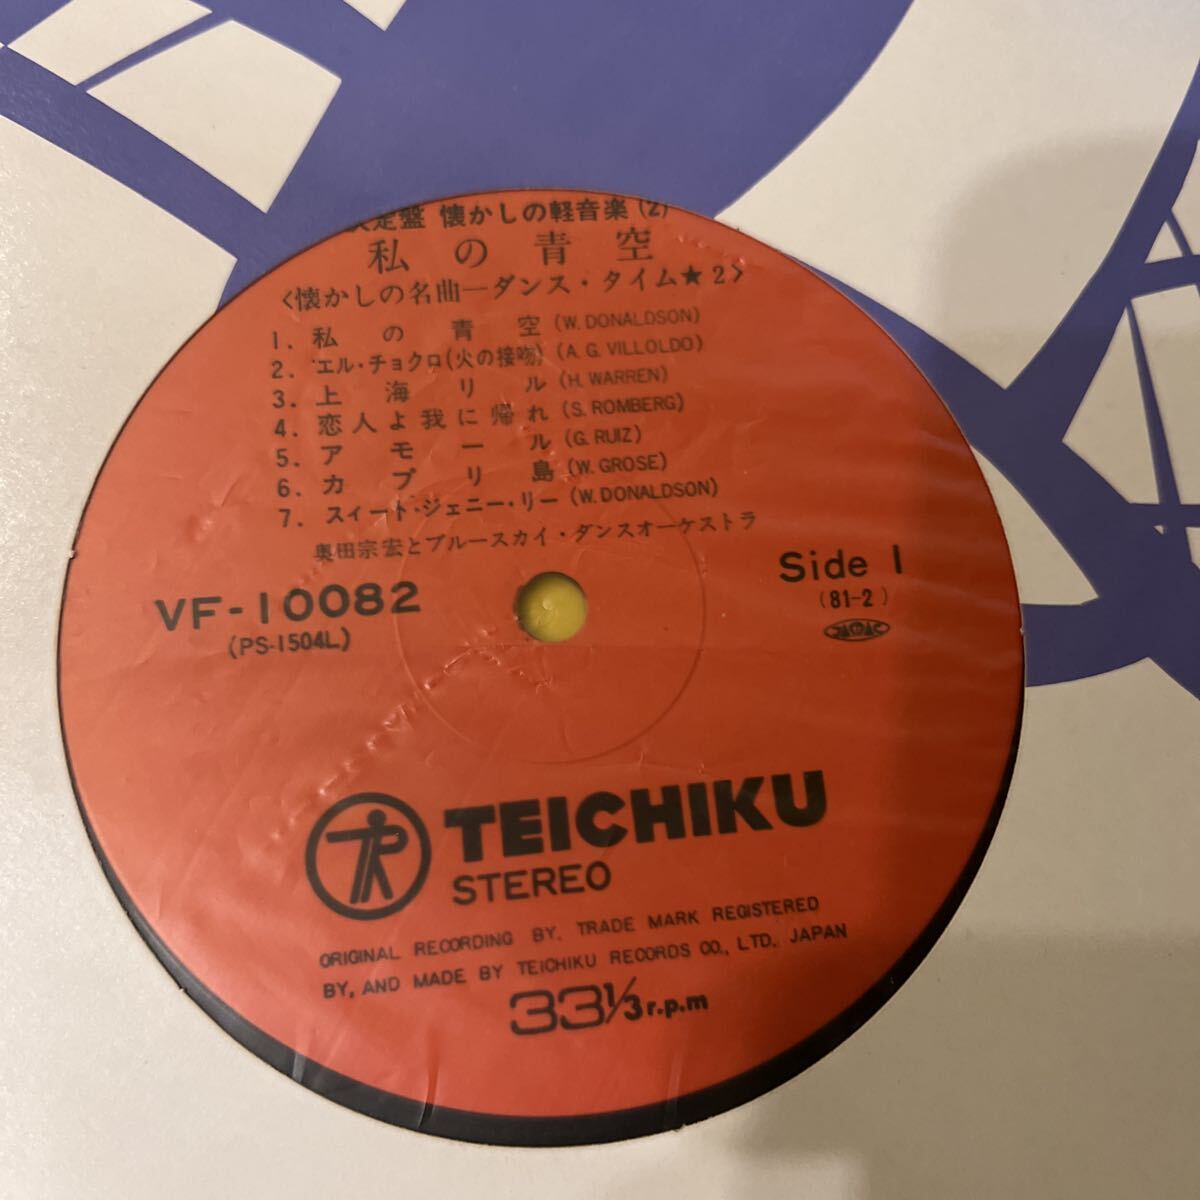 決定盤 懐かしの軽音楽(2)
私の青空
〈懐かしの名曲―ダンス・タイム★2〉
1. 私の青空 (W. DONALDSON)
2. エル・チョクロ(火の接吻) (A. G. VILLOLDO)
3. 上海リル (H. WARREN)
4. 恋人よ我に帰れ (S. ROMBERG)
5. アモール (G. RUIZ)
6. カプリ島 (W. GROSE)
7. スイート・ジェニー・リー (W. DONALDSON)
奥田宗宏とブルースカイ・ダンスオーケストラ
VF-10082
(PS-1504L)
Side 1
(81-2)
JASRAC
TEICHIKU
STEREO
ORIGINAL RECORDING BY, TRADE MARK REGISTERED
BY, AND MADE BY TEICHIKU RECORDS CO., LTD. JAPAN
33⅓ r.p.m